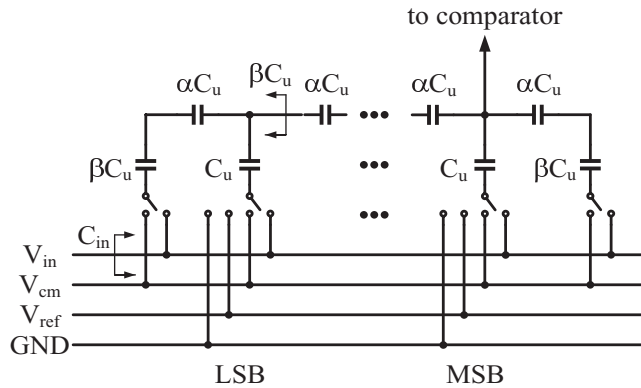 to comparator
βC_u
αC_u αC_u αC_u αC_u
βC_u C_u C_u βC_u
C_in
V_in
V_cm
V_ref
GND
LSB MSB